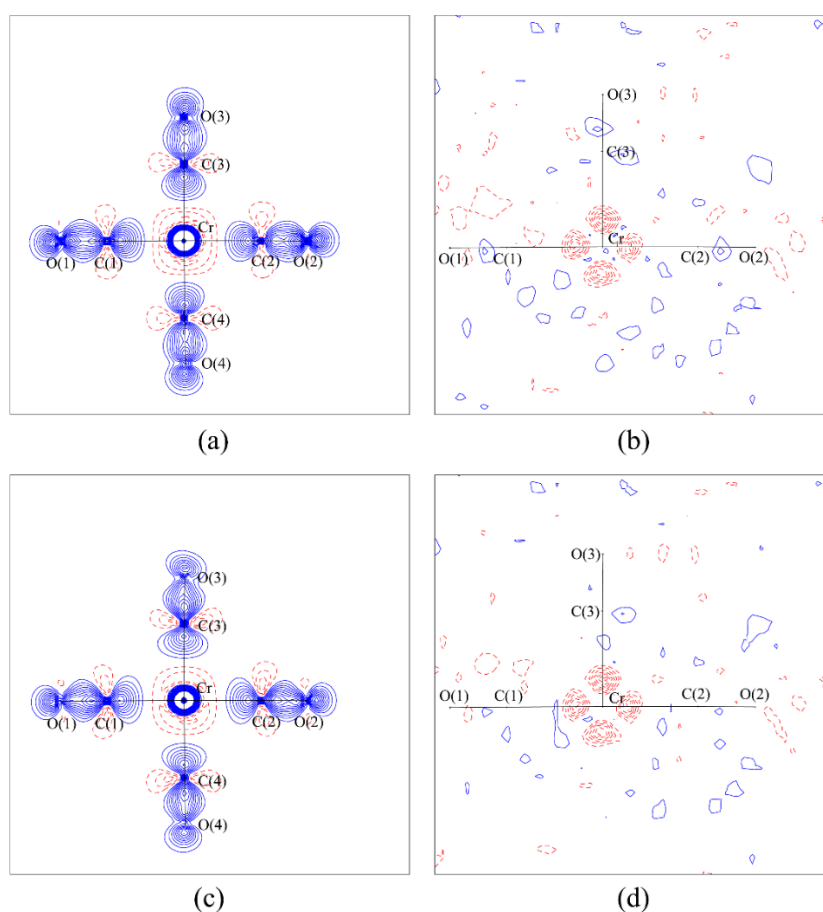 O(3)
C(3)
Cr
O(1) C(1) C(2) O(2)
C(4)
O(4)
(a)
O(3)
C(3)
Cr
O(1) C(1) C(2) O(2)
(b)
O(3)
C(3)
Cr
O(1) C(1) C(2) O(2)
C(4)
O(4)
(c)
O(3)
C(3)
O(1) C(1) Cr C(2) O(2)
(d)